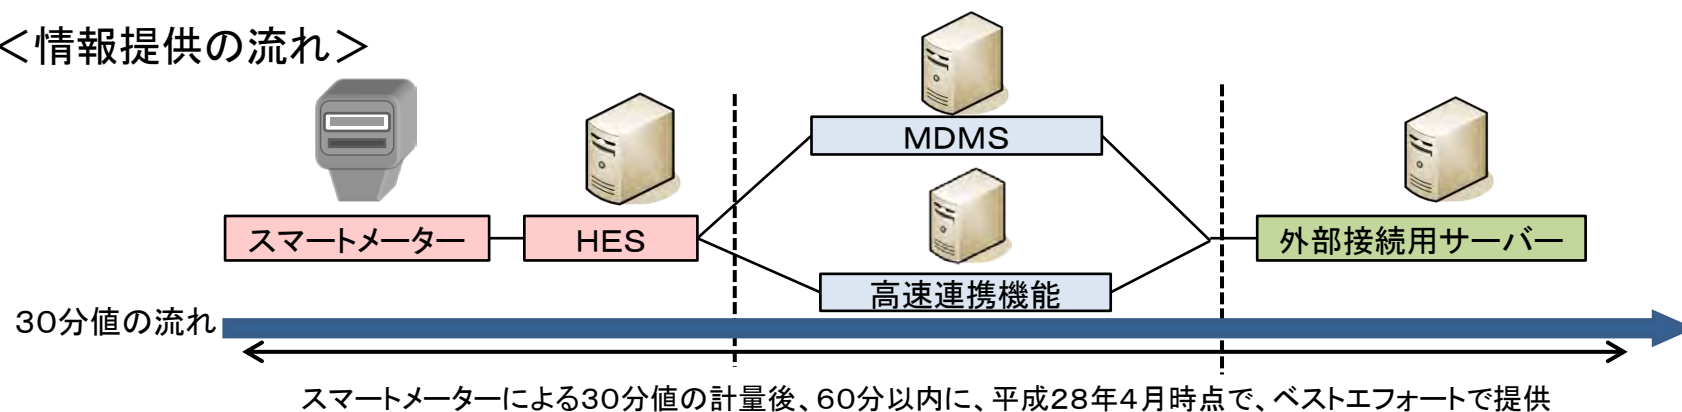 ＜情報提供の流れ＞
MDMS
スマートメーター
HES
外部接続用サーバー
高速連携機能
30分値の流れ
スマートメーターによる30分値の計量後、60分以内に、平成28年4月時点で、ベストエフォートで提供